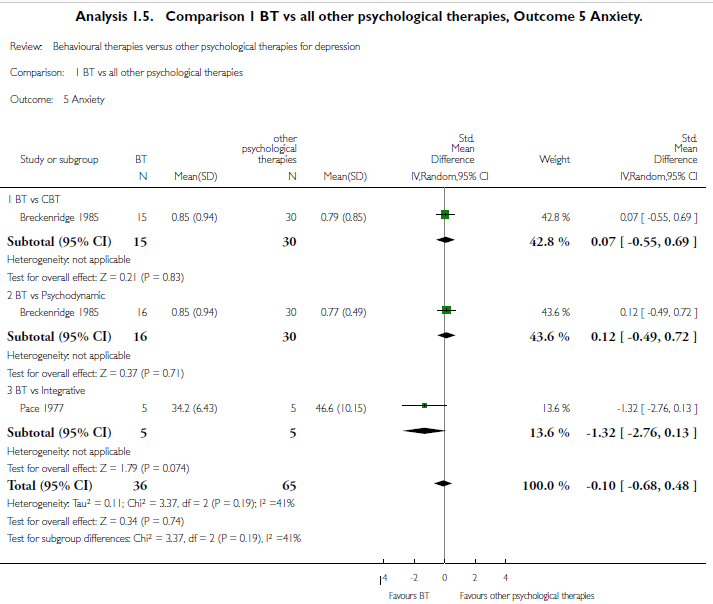 Analysis 1.5. Comparison 1 BT vs all other psychological therapies, Outcome 5 Anxiety.
Review: Behavioural therapies versus other psychological therapies for depression
Comparison: 1 BT vs all other psychological therapies
Outcome: 5 Anxiety
Study or subgroup BT other psychological therapies Std. Mean Difference Weight Std. Mean Difference
N Mean(SD) N Mean(SD) IV,Random,95% CI IV,Random,95% CI
1 BT vs CBT
Breckenridge 1985 15 0.85 (0.94) 30 0.79 (0.85) 42.8 % 0.07 [ -0.55, 0.69 ]
Subtotal (95% CI) 15 30 42.8 % 0.07 [ -0.55, 0.69 ]
Heterogeneity: not applicable
Test for overall effect: Z = 0.21 (P = 0.83)
2 BT vs Psychodynamic
Breckenridge 1985 16 0.85 (0.94) 30 0.77 (0.49) 43.6 % 0.12 [ -0.49, 0.72 ]
Subtotal (95% CI) 16 30 43.6 % 0.12 [ -0.49, 0.72 ]
Heterogeneity: not applicable
Test for overall effect: Z = 0.37 (P = 0.71)
3 BT vs Integrative
Pace 1977 5 34.2 (6.43) 5 46.6 (10.15) 13.6 % -1.32 [ -2.76, 0.13 ]
Subtotal (95% CI) 5 5 13.6 % -1.32 [ -2.76, 0.13 ]
Heterogeneity: not applicable
Test for overall effect: Z = 1.79 (P = 0.074)
Total (95% CI) 36 65 100.0 % -0.10 [ -0.68, 0.48 ]
Heterogeneity: Tau² = 0.11; Chi² = 3.37, df = 2 (P = 0.19); I² =41%
Test for overall effect: Z = 0.34 (P = 0.74)
Test for subgroup differences: Chi² = 3.37, df = 2 (P = 0.19), I² =41%
-4 -2 0 2 4
Favours BT Favours other psychological therapies